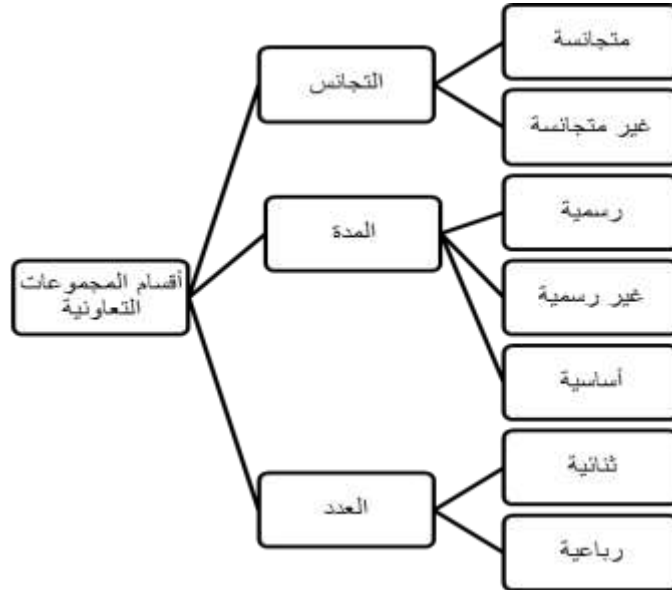 أقسام المجموعات
التعاونية
التجانس
متجانسة
غير متجانسة
المدة
رسمية
غير رسمية
أساسية
العدد
ثنائية
رباعية